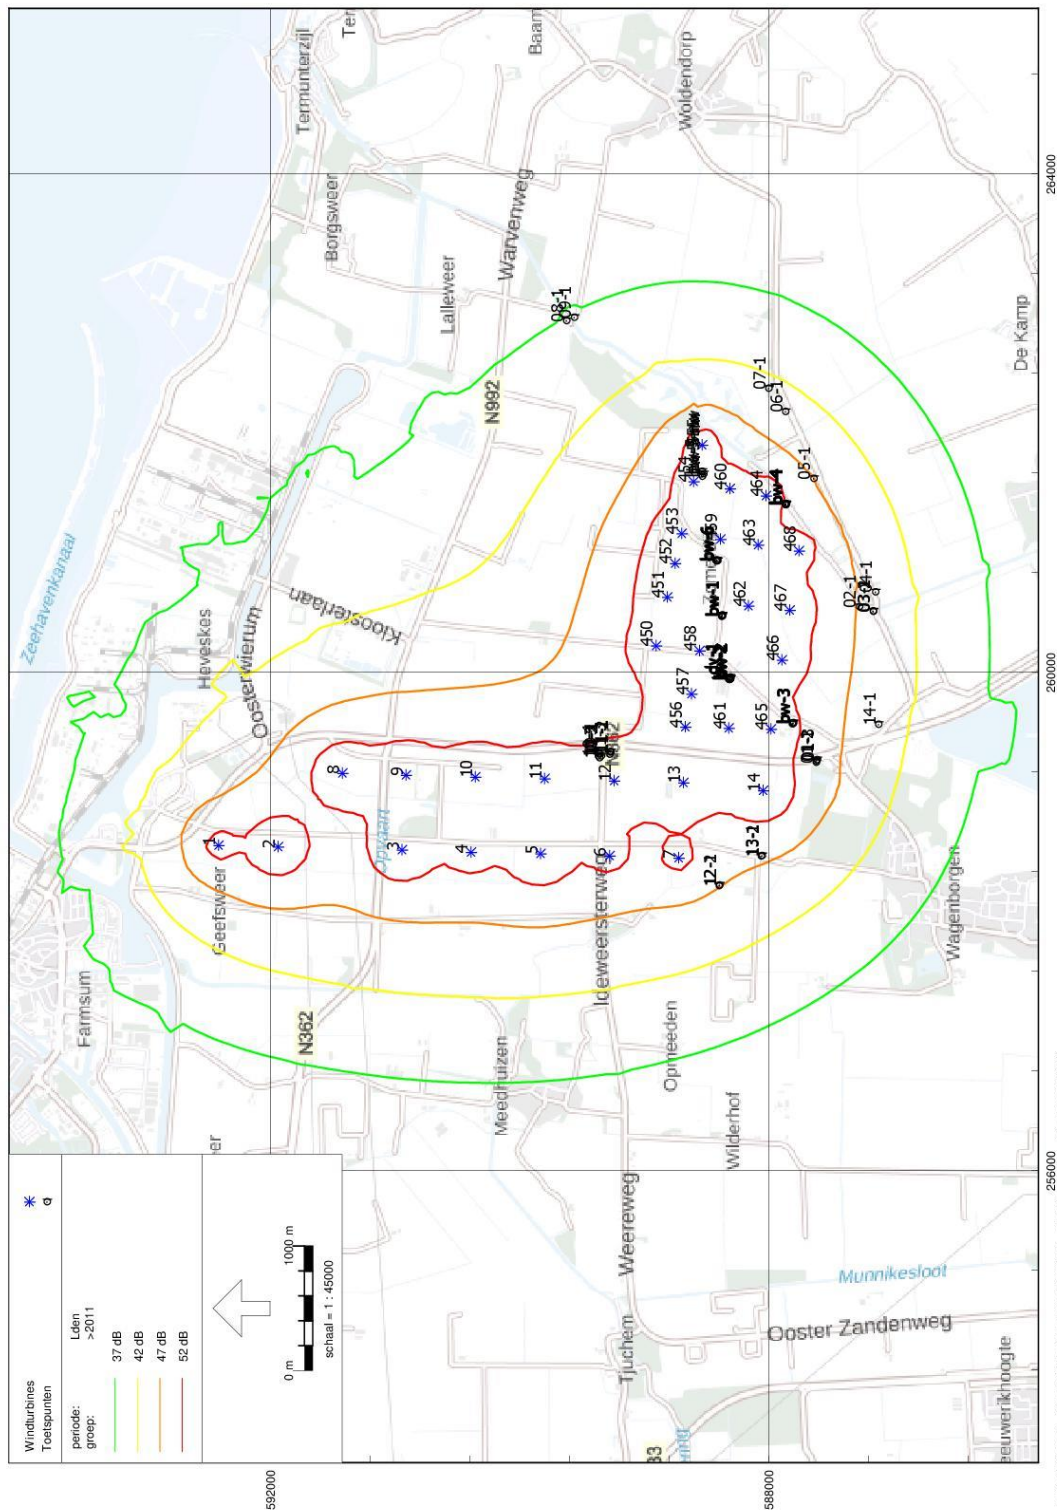 Windturbines
Toetspunten
periode: Lden
groep: >2011
37 dB
42 dB
47 dB
52 dB
0 m 1000 m
schaal = 1 : 45000
592000
588000
256000
260000
264000
Farmsum
Geefsweer
Heveskes
Oosterwierum
Zeehavenkanaal
Kloosterlaan
Termunterzijl
Borgsweer
Lalleweer
Warvenweg
Woldendorp
N992
N362
Meedhuizen
Ideweersterweg
Opmeeden
Wilderhof
Weereweg
Tjuchem
Munnikesloot
Ooster Zandenweg
Wagenborgen
De Kamp
eer
33
eeuwerikhoogte
1
2
3
4
5
6
7
8
9
10
11
12
13
14
450
451
452
453
454
456
457
458
460
461
462
463
464
465
466
467
468
08-1
09-1
07-1
06-1
05-1
02-1
14-1
12-2
13-2
bw-1
bw-3
bw-4
bw-6